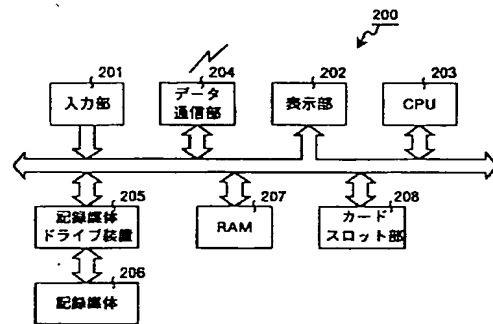 200
201
204
202
203
入力部
データ
通信部
表示部
CPU
205
207
208
記録媒体
ドライブ装置
RAM
カード
スロット部
206
記録媒体